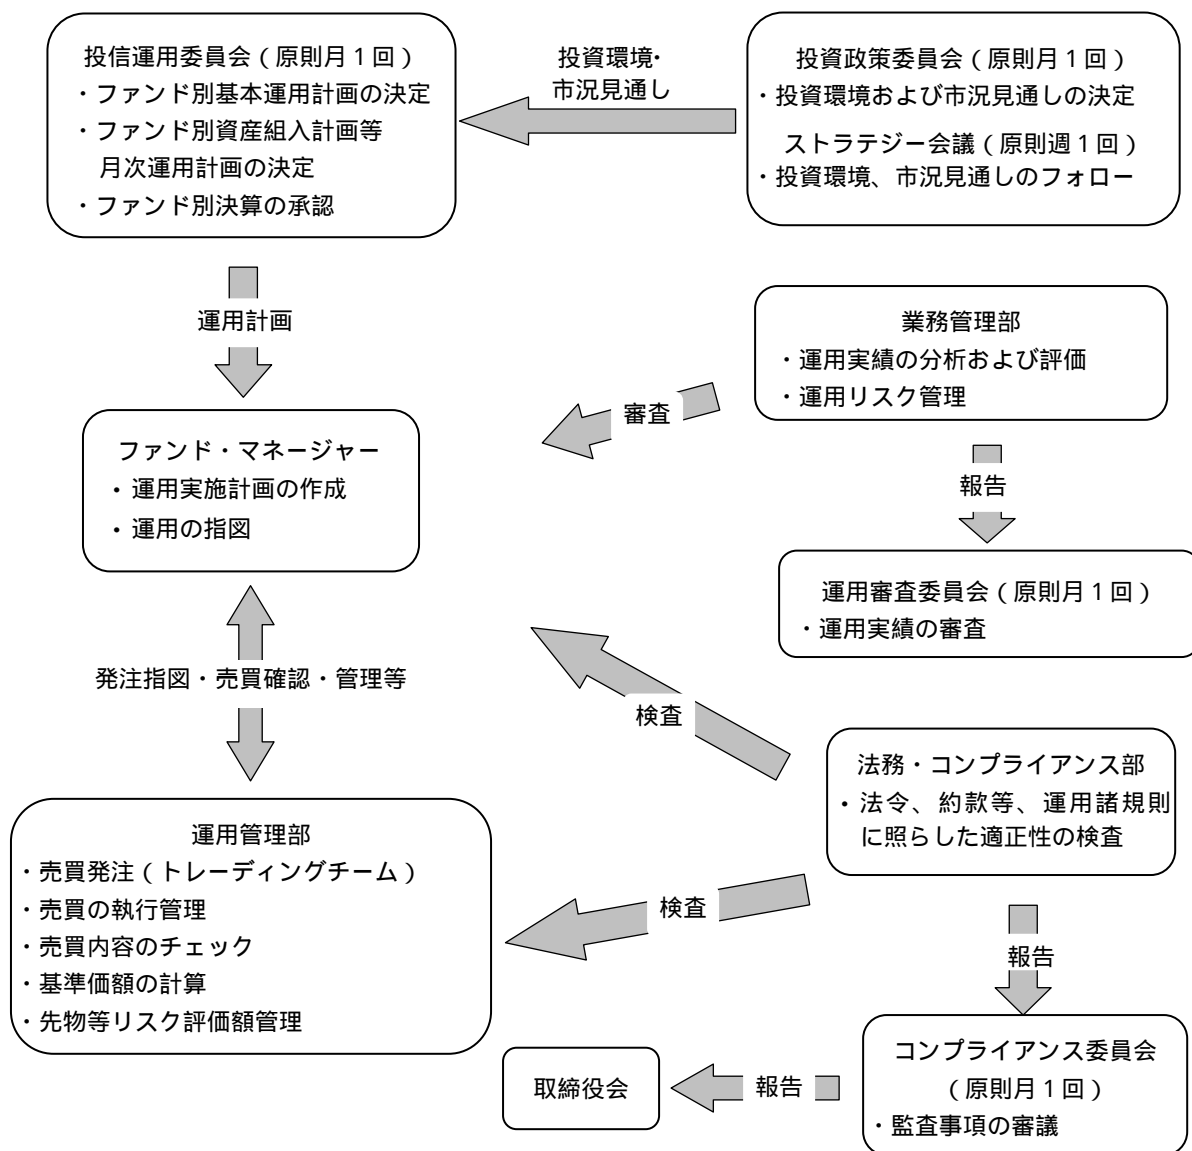 投信運用委員会（原則月１回）
・ファンド別基本運用計画の決定
・ファンド別資産組入計画等
月次運用計画の決定
・ファンド別決算の承認
投資環境・
市況見通し
投資政策委員会（原則月１回）
・投資環境および市況見通しの決定
ストラテジー会議（原則週１回）
・投資環境、市況見通しのフォロー
運用計画
業務管理部
・運用実績の分析および評価
・運用リスク管理
審査
ファンド・マネージャー
・運用実施計画の作成
・運用の指図
報告
運用審査委員会（原則月１回）
・運用実績の審査
発注指図・売買確認・管理等
検査
法務・コンプライアンス部
・法令、約款等、運用諸規則
に照らした適正性の検査
運用管理部
・売買発注（トレーディングチーム）
・売買の執行管理
・売買内容のチェック
・基準価額の計算
・先物等リスク評価額管理
検査
報告
コンプライアンス委員会
（原則月１回）
・監査事項の審議
報告
取締役会